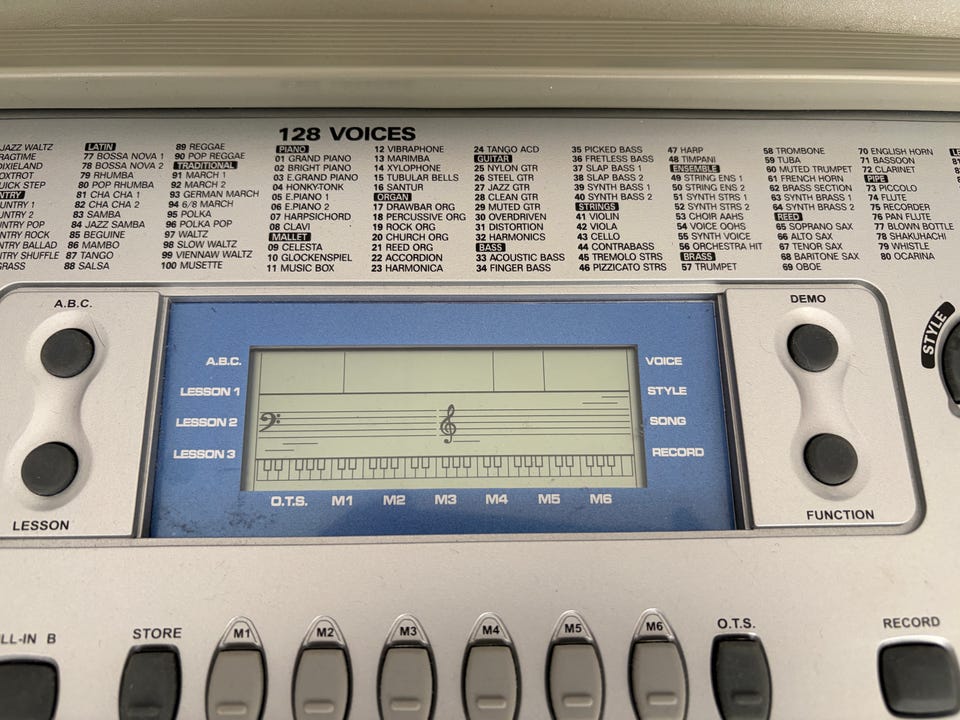 128 VOICES
JAZZ WALTZ
RAGTIME
DIXIELAND
OXTROT
UICK STEP
NTRY
UNTRY 1
UNTRY 2
NTRY POP
NTRY ROCK
NTRY BALLAD
NTRY SHUFFLE
GRASS
LATIN
77 BOSSA NOVA 1
78 BOSSA NOVA 2
79 RHUMBA
80 POP RHUMBA
81 CHA CHA 1
82 CHA CHA 2
83 SAMBA
84 JAZZ SAMBA
85 BEGUINE
86 MAMBO
87 TANGO
88 SALSA
89 REGGAE
90 POP REGGAE
TRADITIONAL
91 MARCH 1
92 MARCH 2
93 GERMAN MARCH
94 6/8 MARCH
95 POLKA
96 POLKA POP
97 WALTZ
98 SLOW WALTZ
99 VIENNAW WALTZ
100 MUSETTE
PIANO
01 GRAND PIANO
02 BRIGHT PIANO
03 E.GRAND PIANO
04 HONKY-TONK
05 E.PIANO 1
06 E.PIANO 2
07 HARPSICHORD
08 CLAVI
MALLET
09 CELESTA
10 GLOCKENSPIEL
11 MUSIC BOX
12 VIBRAPHONE
13 MARIMBA
14 XYLOPHONE
15 TUBULAR BELLS
16 SANTUR
ORGAN
17 DRAWBAR ORG
18 PERCUSSIVE ORG
19 ROCK ORG
20 CHURCH ORG
21 REED ORG
22 ACCORDION
23 HARMONICA
24 TANGO ACD
GUITAR
25 NYLON GTR
26 STEEL GTR
27 JAZZ GTR
28 CLEAN GTR
29 MUTED GTR
30 OVERDRIVEN
31 DISTORTION
32 HARMONICS
BASS
33 ACOUSTIC BASS
34 FINGER BASS
35 PICKED BASS
36 FRETLESS BASS
37 SLAP BASS 1
38 SLAP BASS 2
39 SYNTH BASS 1
40 SYNTH BASS 2
STRINGS
41 VIOLIN
42 VIOLA
43 CELLO
44 CONTRABASS
45 TREMOLO STRS
46 PIZZICATO STRS
47 HARP
48 TIMPANI
ENSEMBLE
49 STRING ENS 1
50 STRING ENS 2
51 SYNTH STRS 1
52 SYNTH STRS 2
53 CHOIR AAHS
54 VOICE OOHS
55 SYNTH VOICE
56 ORCHESTRA HIT
BRASS
57 TRUMPET
58 TROMBONE
59 TUBA
60 MUTED TRUMPET
61 FRENCH HORN
62 BRASS SECTION
63 SYNTH BRASS 1
64 SYNTH BRASS 2
REED
65 SOPRANO SAX
66 ALTO SAX
67 TENOR SAX
68 BARITONE SAX
69 OBOE
70 ENGLISH HORN
71 BASSOON
72 CLARINET
PIPE
73 PICCOLO
74 FLUTE
75 RECORDER
76 PAN FLUTE
77 BLOWN BOTTLE
78 SHAKUHACHI
79 WHISTLE
80 OCARINA
A.B.C.
LESSON
A.B.C.
LESSON 1
LESSON 2
LESSON 3
VOICE
STYLE
SONG
RECORD
O.T.S. M1 M2 M3 M4 M5 M6
DEMO
FUNCTION
STYLE
LL-IN B
STORE
M1
M2
M3
M4
M5
M6
O.T.S.
RECORD